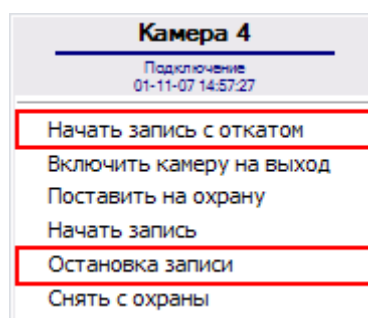 Камера 4
Подключение
01-11-07 14:57:27
Начать запись с откатом
Включить камеру на выход
Поставить на охрану
Начать запись
Остановка записи
Снять с охраны